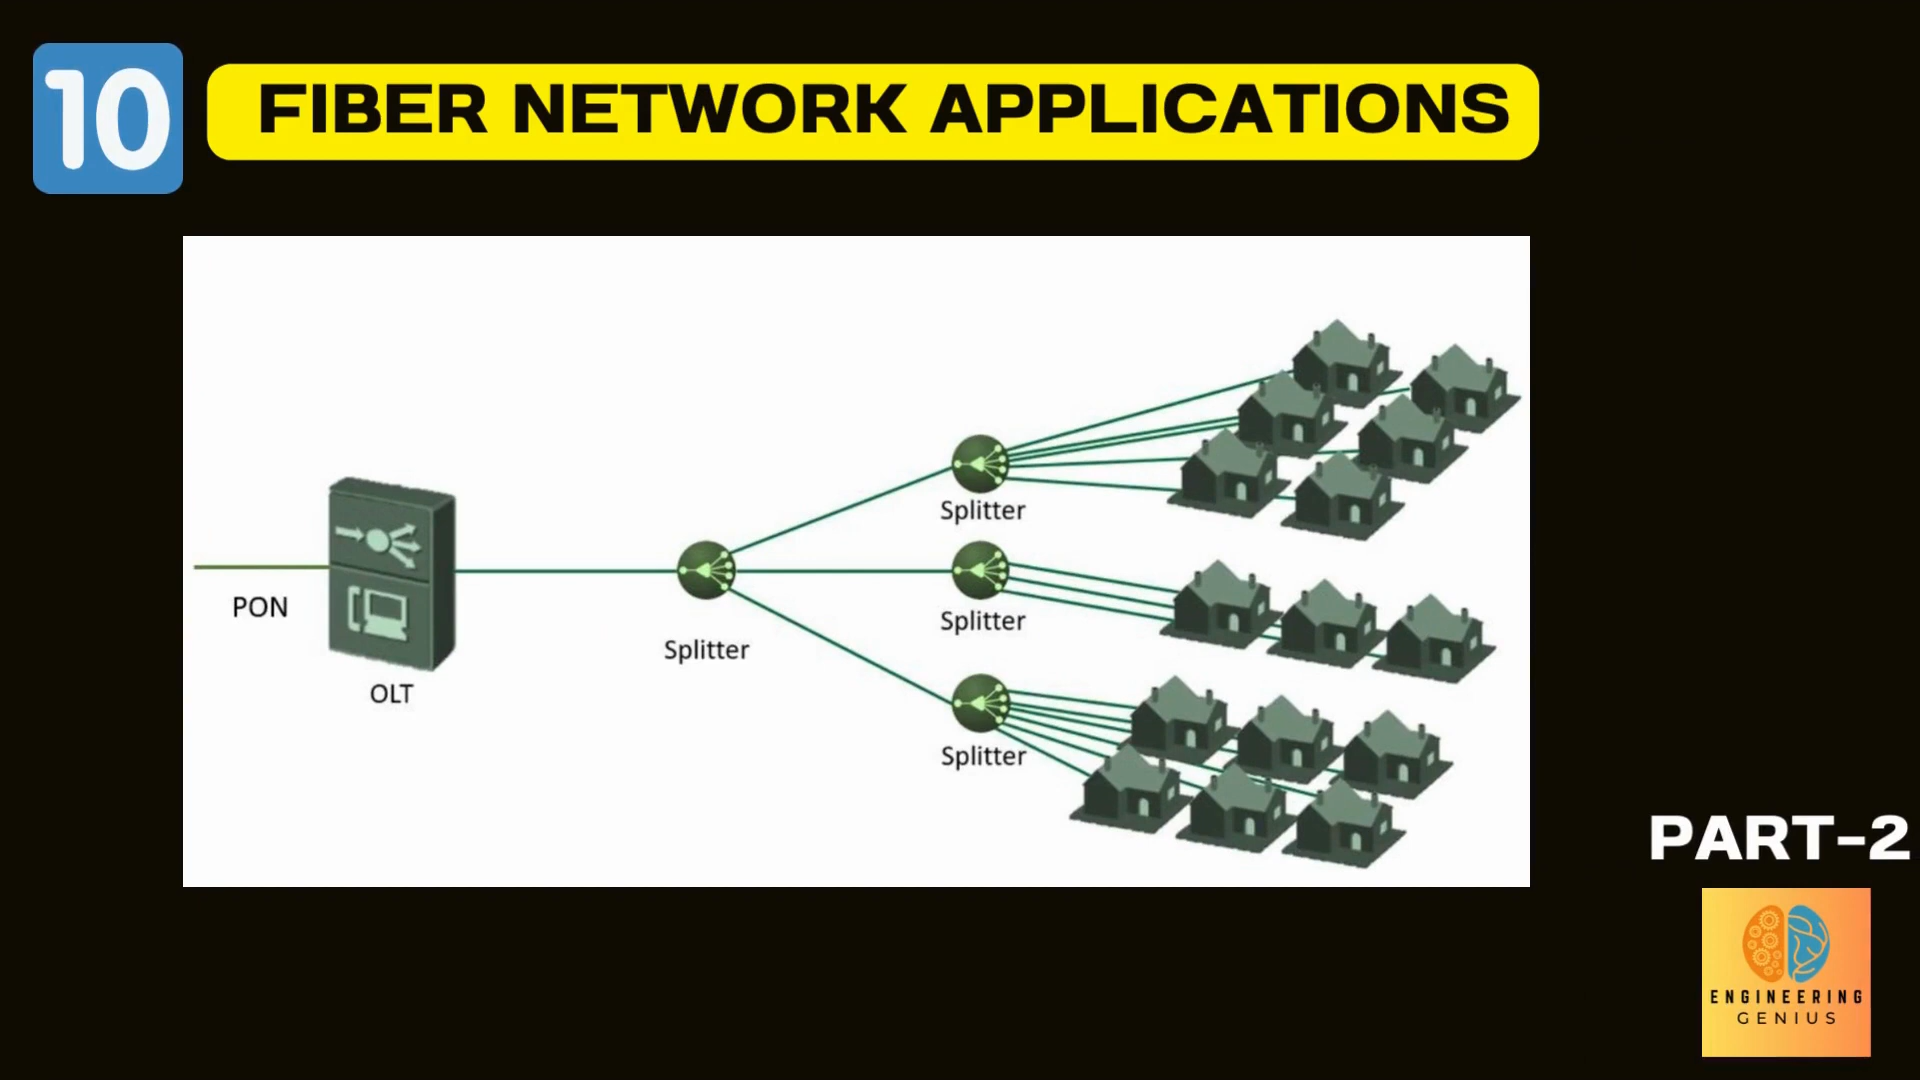 10
FIBER NETWORK APPLICATIONS
PON
OLT
Splitter
Splitter
Splitter
Splitter
PART-2
ENGINEERING
GENIUS